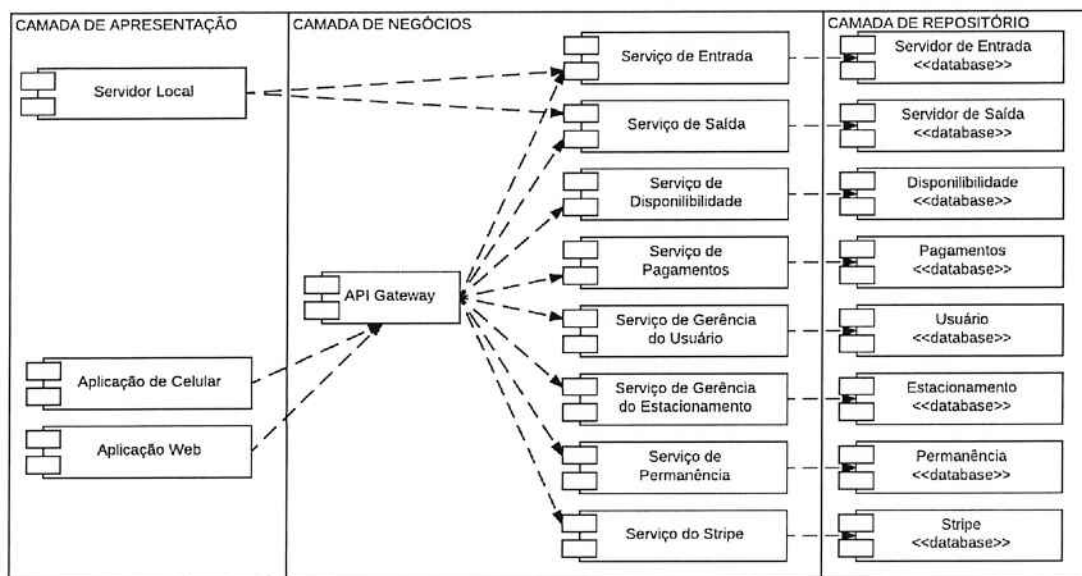 CAMADA DE APRESENTAÇÃO
CAMADA DE NEGÓCIOS
CAMADA DE REPOSITÓRIO
Servidor Local
Aplicação de Celular
Aplicação Web
API Gateway
Serviço de Entrada
Serviço de Saída
Serviço de
Disponilibilidade
Serviço de
Pagamentos
Serviço de Gerência
do Usuário
Serviço de Gerência
do Estacionamento
Serviço de
Permanência
Serviço do Stripe
Servidor de Entrada
<<database>>
Servidor de Saída
<<database>>
Disponilibilidade
<<database>>
Pagamentos
<<database>>
Usuário
<<database>>
Estacionamento
<<database>>
Permanência
<<database>>
Stripe
<<database>>